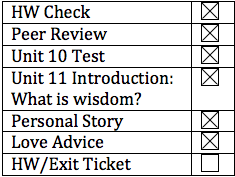 HW Check
Peer Review
Unit 10 Test
Unit 11 Introduction:
What is wisdom?
Personal Story
Love Advice
HW/Exit Ticket